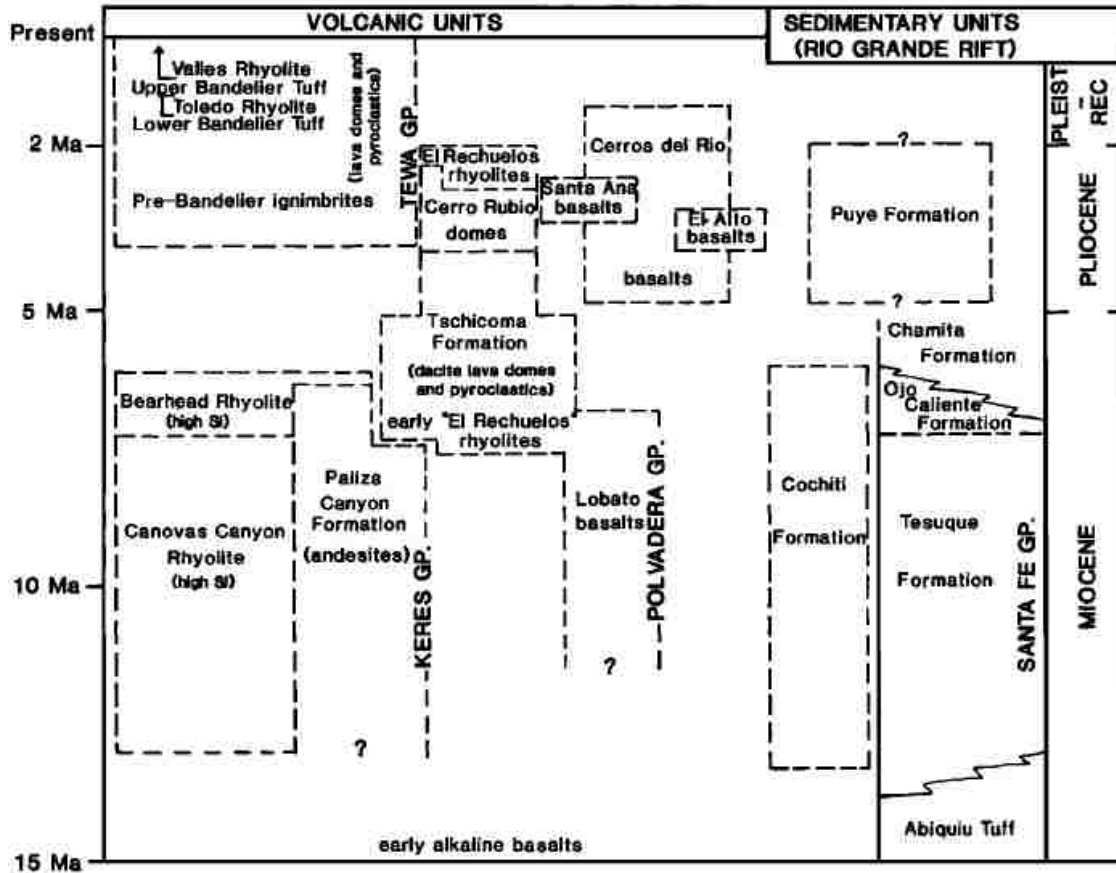 VOLCANIC UNITS
SEDIMENTARY UNITS
(RIO GRANDE RIFT)
Present
2 Ma
5 Ma
10 Ma
15 Ma
Valles Rhyolite
Upper Bandelier Tuff
Toledo Rhyolite
Lower Bandelier Tuff
Pre-Bandelier ignimbrites
(lava domes and
pyroclastics)
TEWA GP.
El Rechuelos
rhyolites
Cerro Rubio
domes
Santa Ana
basalts
Cerros del Rio
basalts
El Alto
basalts
Tschicoma
Formation
(dacite lava domes
and pyroclastics)
early "El Rechuelos"
rhyolites
Bearhead Rhyolite
(high Si)
Canovas Canyon
Rhyolite
(high Si)
Paliza
Canyon
Formation
(andesites)
?
KERES GP.
Lobato
basalts
?
POLVADERA GP.
early alkaline basalts
?
Puye Formation
?
Cochiti
Formation
Chamita
Formation
Ojo
Caliente
Formation
Tesuque
Formation
SANTA FE GP.
Abiquiu Tuff
PLEIST
REC
PLIOCENE
MIOCENE